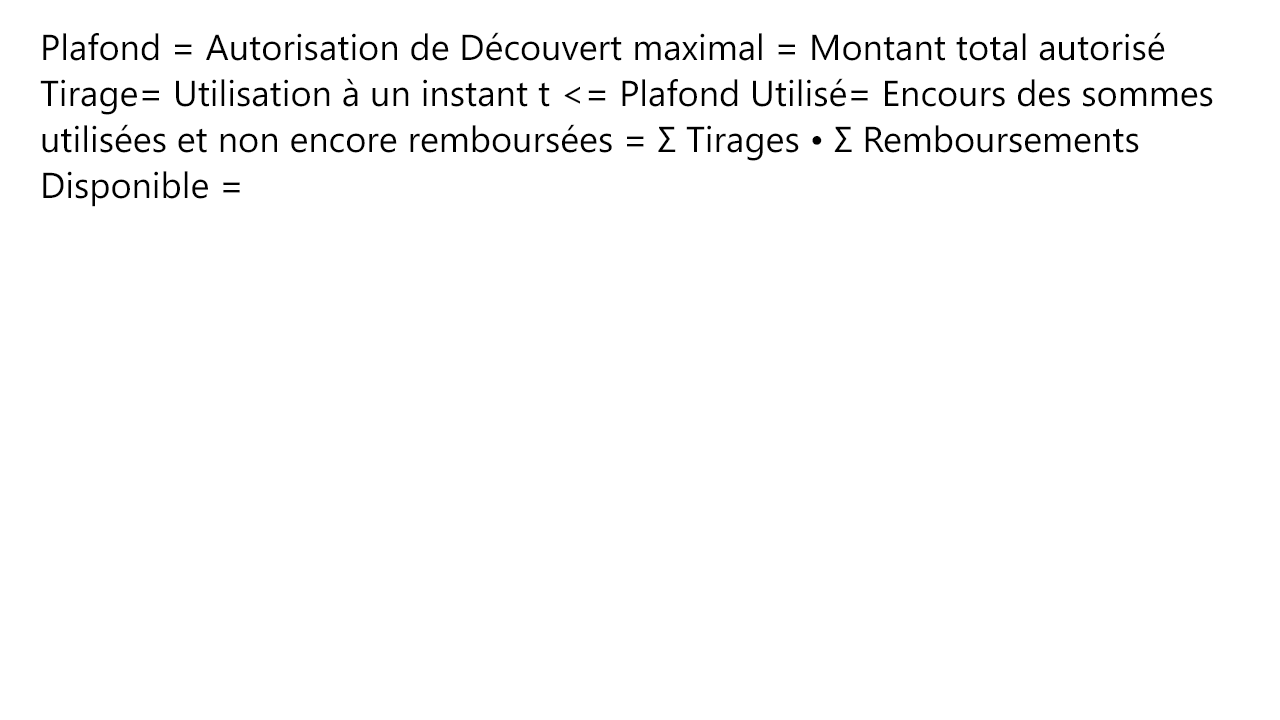 Plafond = Autorisation de Découvert maximal = Montant total autorisé
Tirage= Utilisation à un instant t <= Plafond Utilisé= Encours des sommes
utilisées et non encore remboursées = Σ Tirages • Σ Remboursements
Disponible =